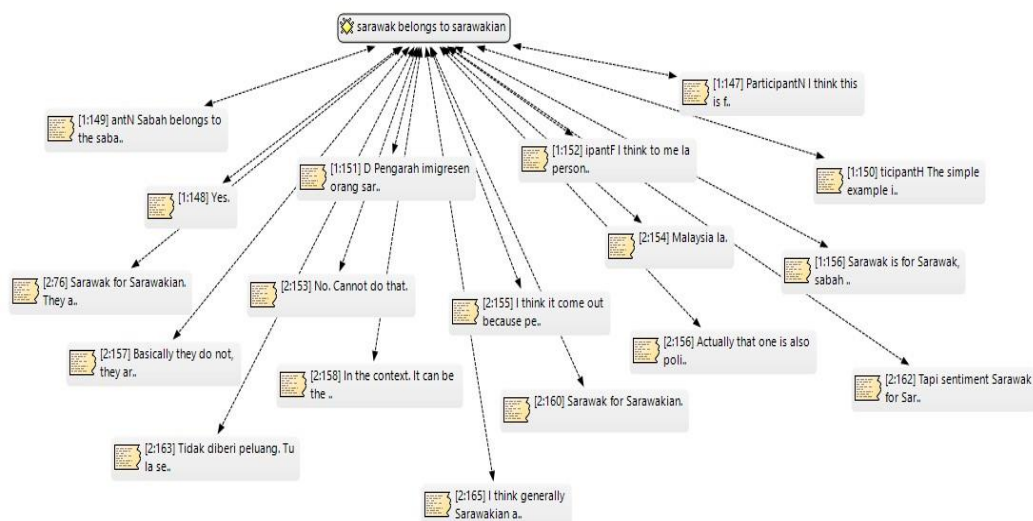 sarawak belongs to sarawakian
[1:147] ParticipantN I think this
is f..
[1:149] antN Sabah belongs to
the saba..
[1:152] ipantF I think to me la
person..
[1:151] D Pengarah imigresen
orang sar..
[1:150] ticipantH The simple
example i..
[1:148] Yes.
[2:154] Malaysia la.
[1:156] Sarawak is for Sarawak,
sabah ..
[2:76] Sarawak for Sarawakian.
They a..
[2:153] No. Cannot do that.
[2:155] I think it come out
because pe..
[2:156] Actually that one is also
poli..
[2:157] Basically they do not,
they ar..
[2:158] In the context. It can be
the ..
[2:160] Sarawak for Sarawakian.
[2:162] Tapi sentiment Sarawak
for Sar..
[2:163] Tidak diberi peluang. Tu
la se..
[2:165] I think generally
Sarawakian a..